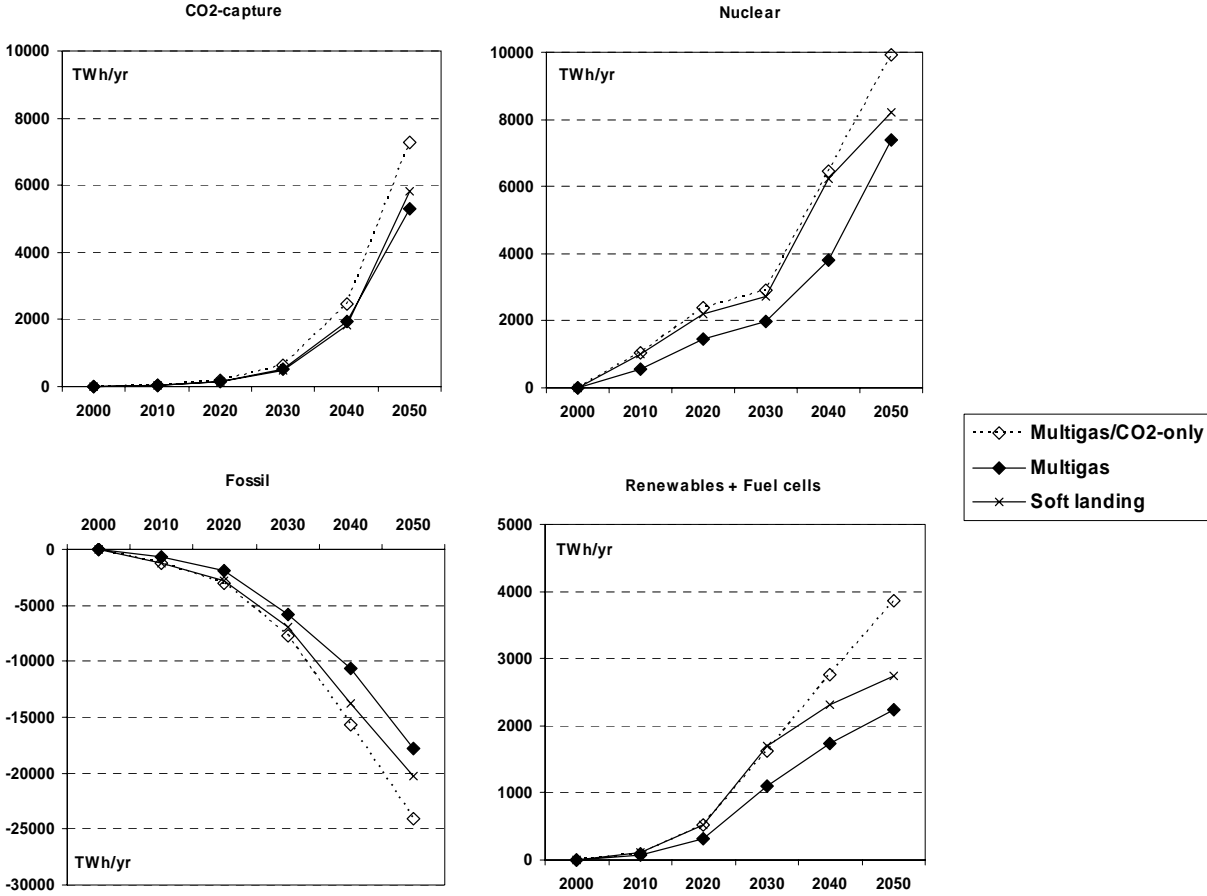 CO2-capture
10000
TWh/yr
8000
6000
4000
2000
0
2000 2010 2020 2030 2040 2050
Nuclear
10000
TWh/yr
8000
6000
4000
2000
0
2000 2010 2020 2030 2040 2050
Multigas/CO2-only
Multigas
Soft landing
Fossil
2000 2010 2020 2030 2040 2050
0
-5000
-10000
-15000
-20000
-25000
TWh/yr
-30000
Renewables + Fuel cells
5000
TWh/yr
4000
3000
2000
1000
0
2000 2010 2020 2030 2040 2050